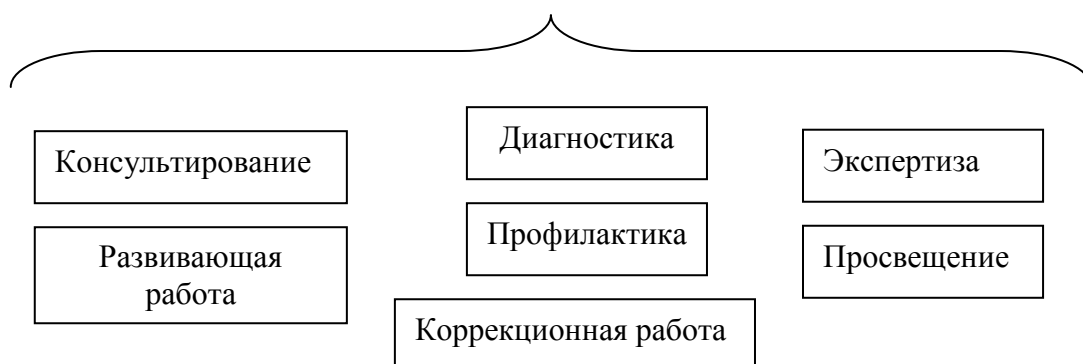 Консультирование
Диагностика
Экспертиза
Развивающая
работа
Профилактика
Просвещение
Коррекционная работа